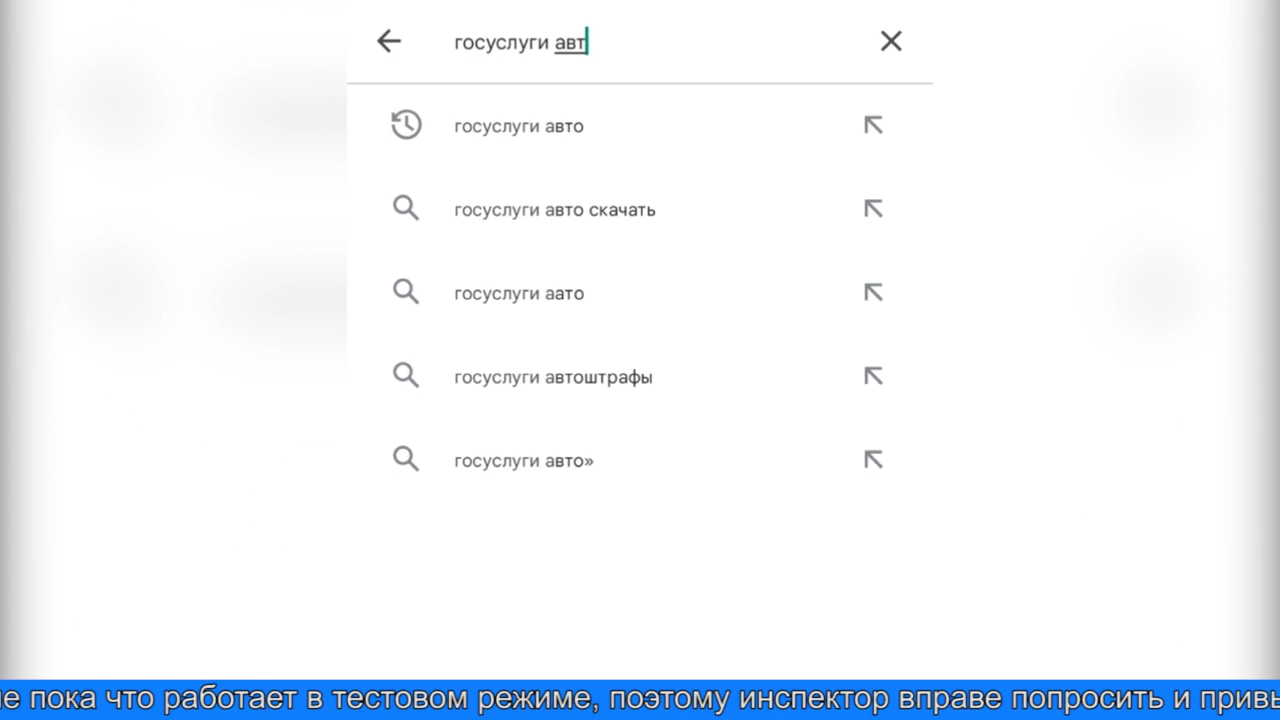 госуслуги авт
госуслуги авто
госуслуги авто скачать
госуслуги аато
госуслуги автоштрафы
госуслуги авто»
пока что работает в тестовом режиме, поэтому инспектор вправе попросить и